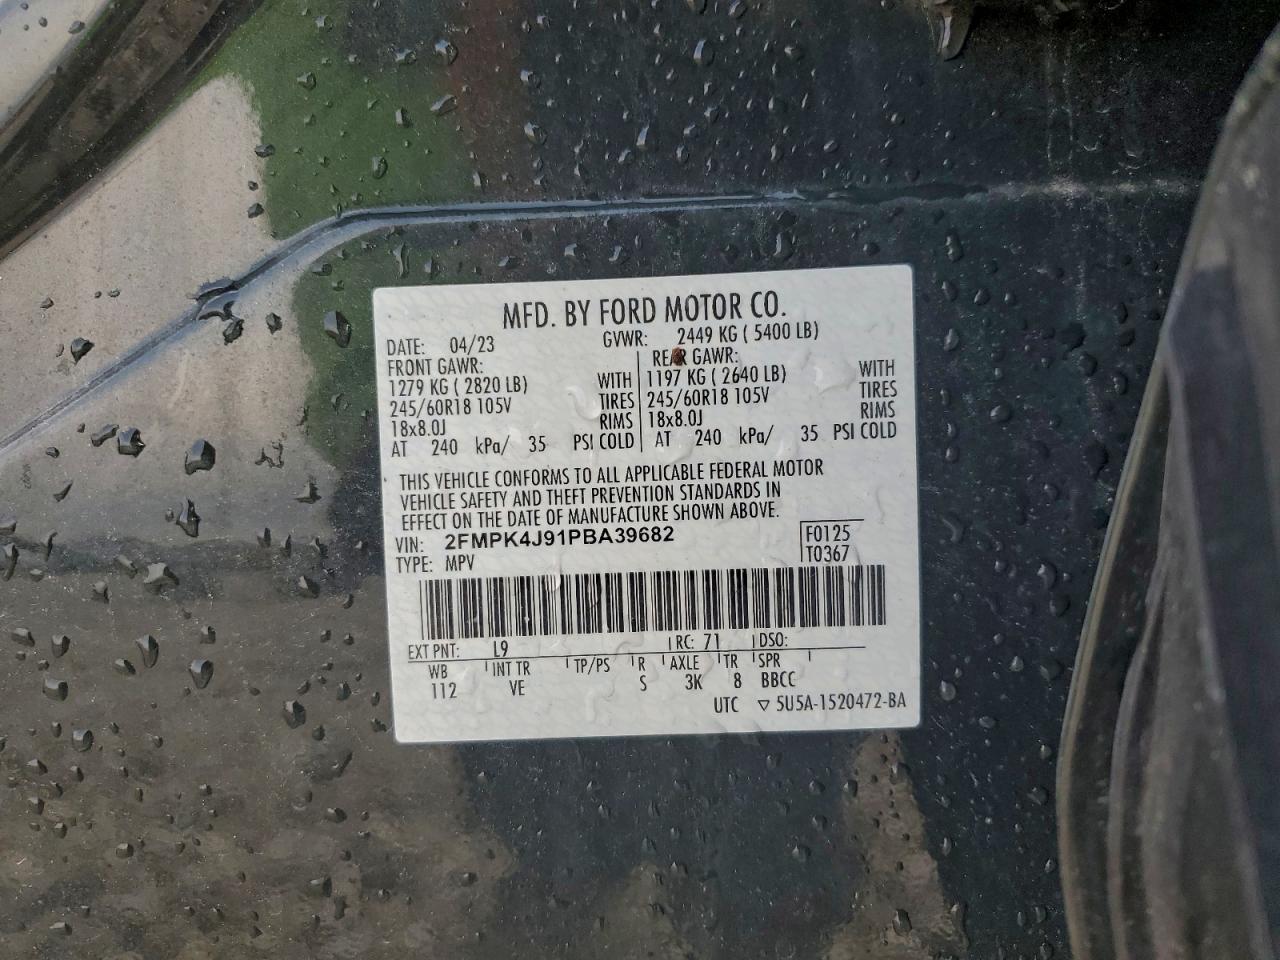 MFD. BY FORD MOTOR CO.
DATE: 04/23 GVWR: 2449 KG ( 5400 LB)
FRONT GAWR: REAR GAWR:
1279 KG ( 2820 LB) WITH 1197 KG ( 2640 LB) WITH
245/60R18 105V TIRES 245/60R18 105V TIRES
18x8.0J RIMS 18x8.0J RIMS
AT 240 kPa/ 35 PSI COLD AT 240 kPa/ 35 PSI COLD
THIS VEHICLE CONFORMS TO ALL APPLICABLE FEDERAL MOTOR
VEHICLE SAFETY AND THEFT PREVENTION STANDARDS IN
EFFECT ON THE DATE OF MANUFACTURE SHOWN ABOVE.
VIN: 2FMPK4J91PBA39682 F0125
TYPE: MPV T0367
EXT PNT: L9 RC: 71 DSO:
WB INT TR TP/PS R AXLE TR SPR
112 VE S 3K 8 BBCC
UTC ▽ 5U5A-1520472-BA